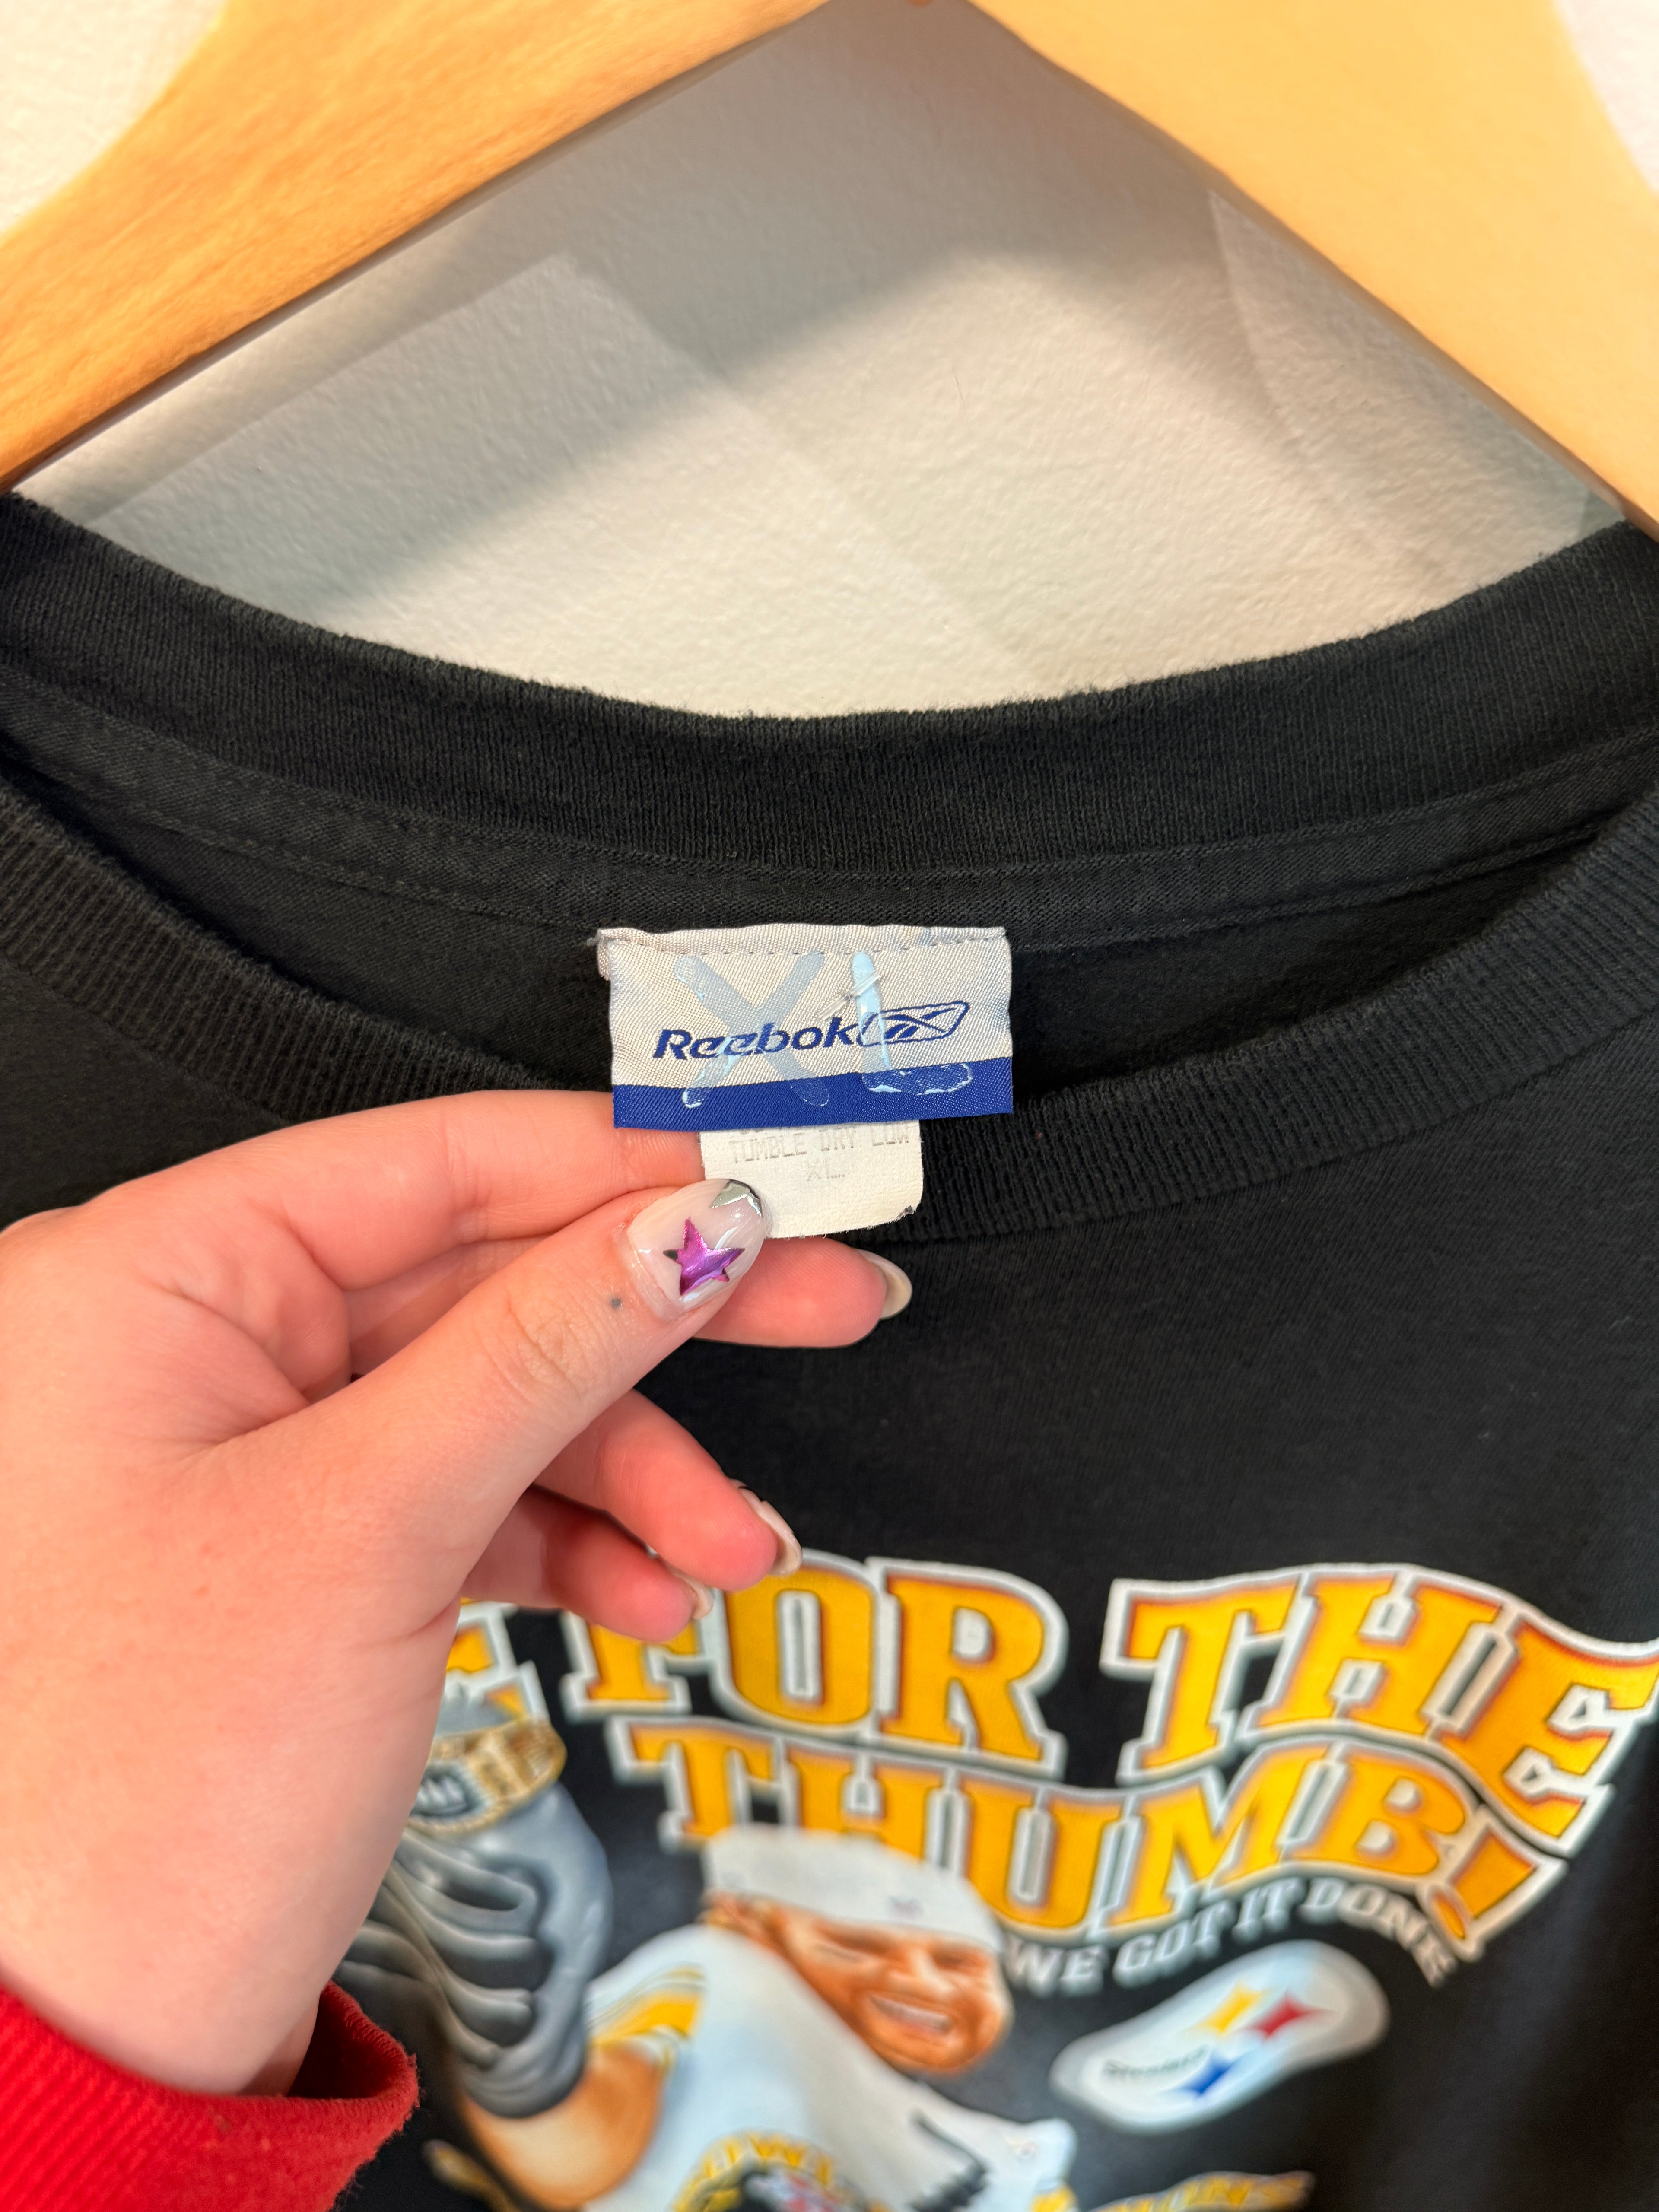 XL
Reebok
TUMBLE DRY LOW
XL
FOR THE
THUMB!
WE GOT IT DONE
Steelers